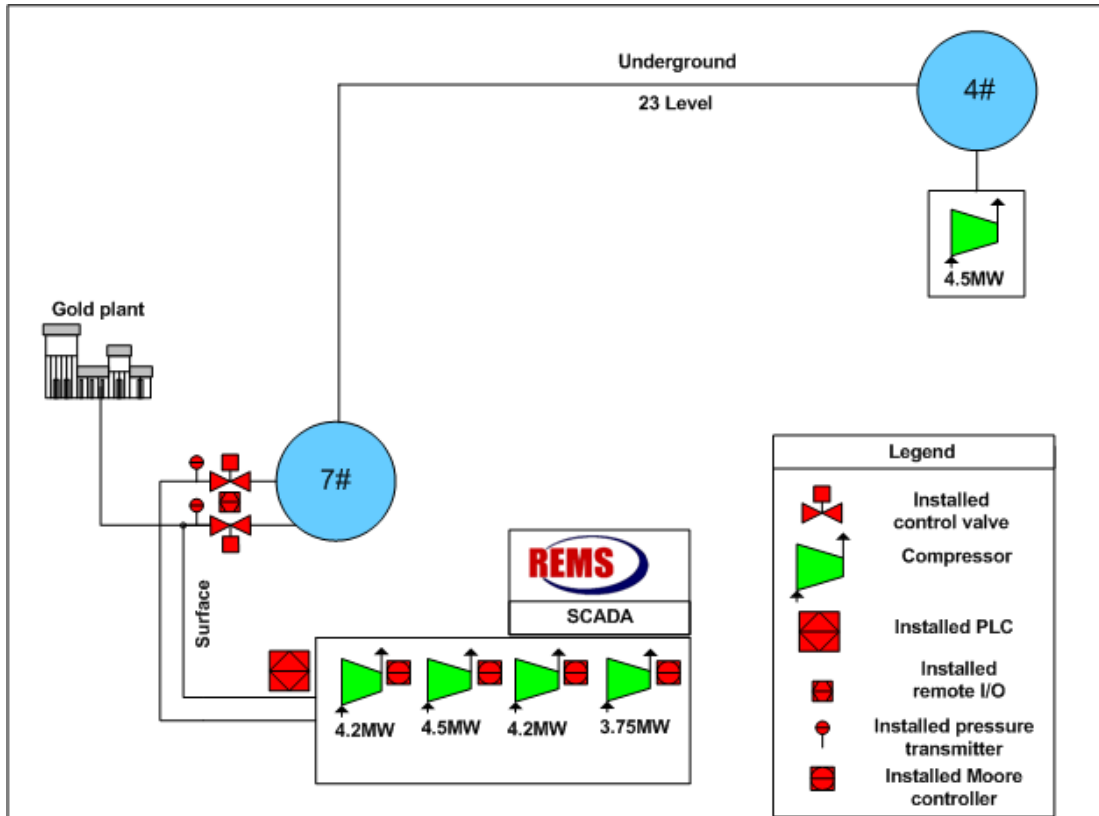 Underground
23 Level
4#
4.5MW
Gold plant
7#
Surface
REMS
SCADA
4.2MW
4.5MW
4.2MW
3.75MW
Legend
Installed
control valve
Compressor
Installed PLC
Installed
remote I/O
Installed pressure
transmitter
Installed Moore
controller